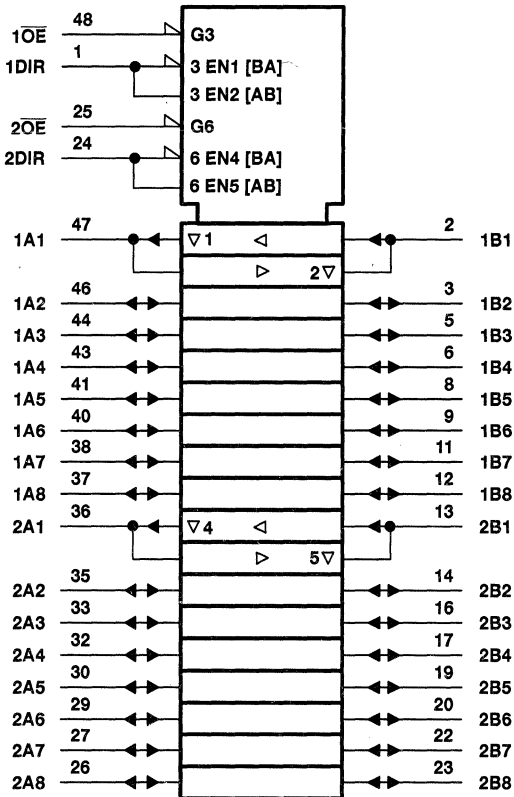 48
1OE G3
1
1DIR 3 EN1 [BA]
3 EN2 [AB]
25
2OE G6
24
2DIR 6 EN4 [BA]
6 EN5 [AB]
47 2
1A1 ▽1 ◁ 1B1
▷ 2▽
46 3
1A2 1B2
44 5
1A3 1B3
43 6
1A4 1B4
41 8
1A5 1B5
40 9
1A6 1B6
38 11
1A7 1B7
37 12
1A8 1B8
36 13
2A1 ▽4 ◁ 2B1
▷ 5▽
35 14
2A2 2B2
33 16
2A3 2B3
32 17
2A4 2B4
30 19
2A5 2B5
29 20
2A6 2B6
27 22
2A7 2B7
26 23
2A8 2B8